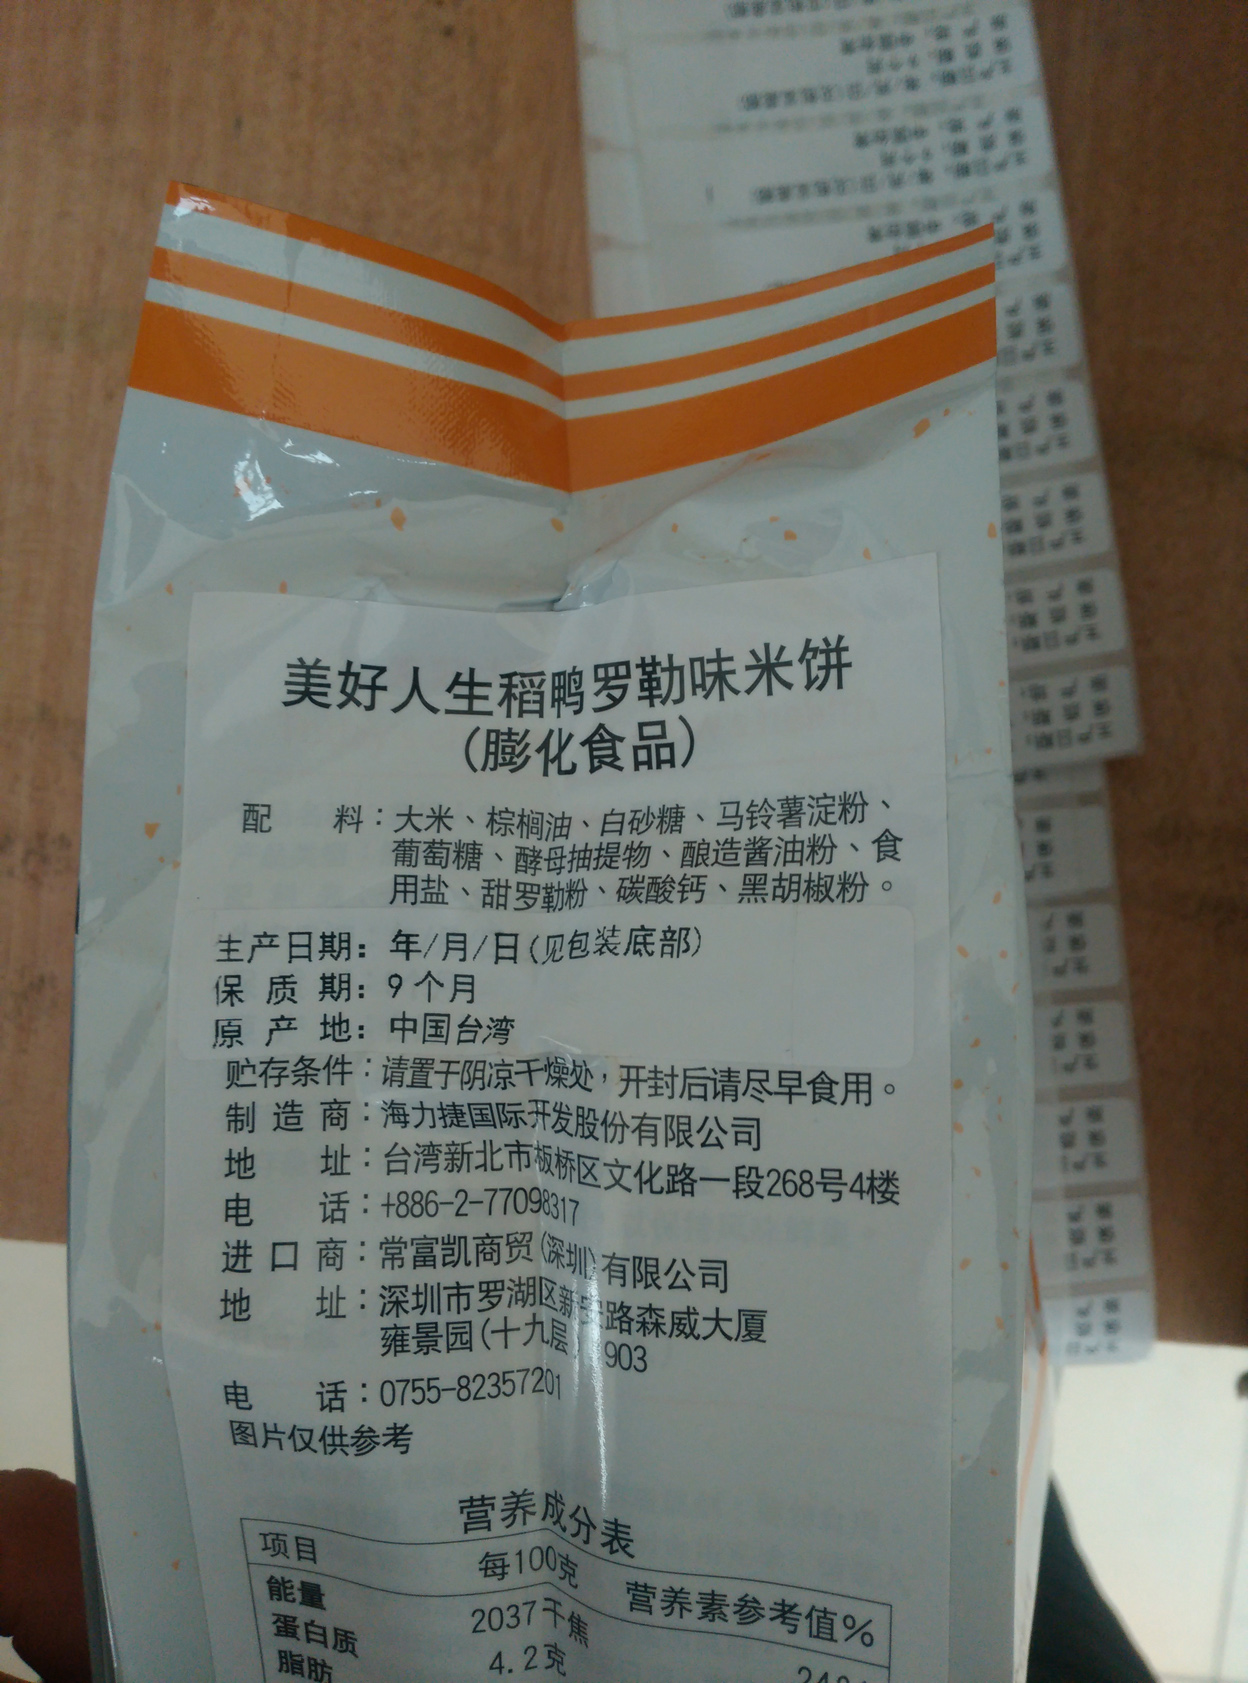 美好人生稻鸭罗勒味米饼
(膨化食品)
配 料：大米、棕榈油、白砂糖、马铃薯淀粉、
葡萄糖、酵母抽提物、酿造酱油粉、食
用盐、甜罗勒粉、碳酸钙、黑胡椒粉。
生产日期：年/月/日(见包装底部)
保质期：9个月
原产地：中国台湾
贮存条件：请置于阴凉干燥处，开封后请尽早食用。
制造商：海力捷国际开发股份有限公司
地 址：台湾新北市板桥区文化路一段268号4楼
电 话：+886-2-77098317
进口商：常富凯商贸(深圳)有限公司
地 址：深圳市罗湖区新安路森威大厦
雍景园(十九层) 903
电 话：0755-82357201
图片仅供参考
营养成分表
项目 每100克 营养素参考值%
能量 2037千焦
蛋白质 4.2克
脂肪